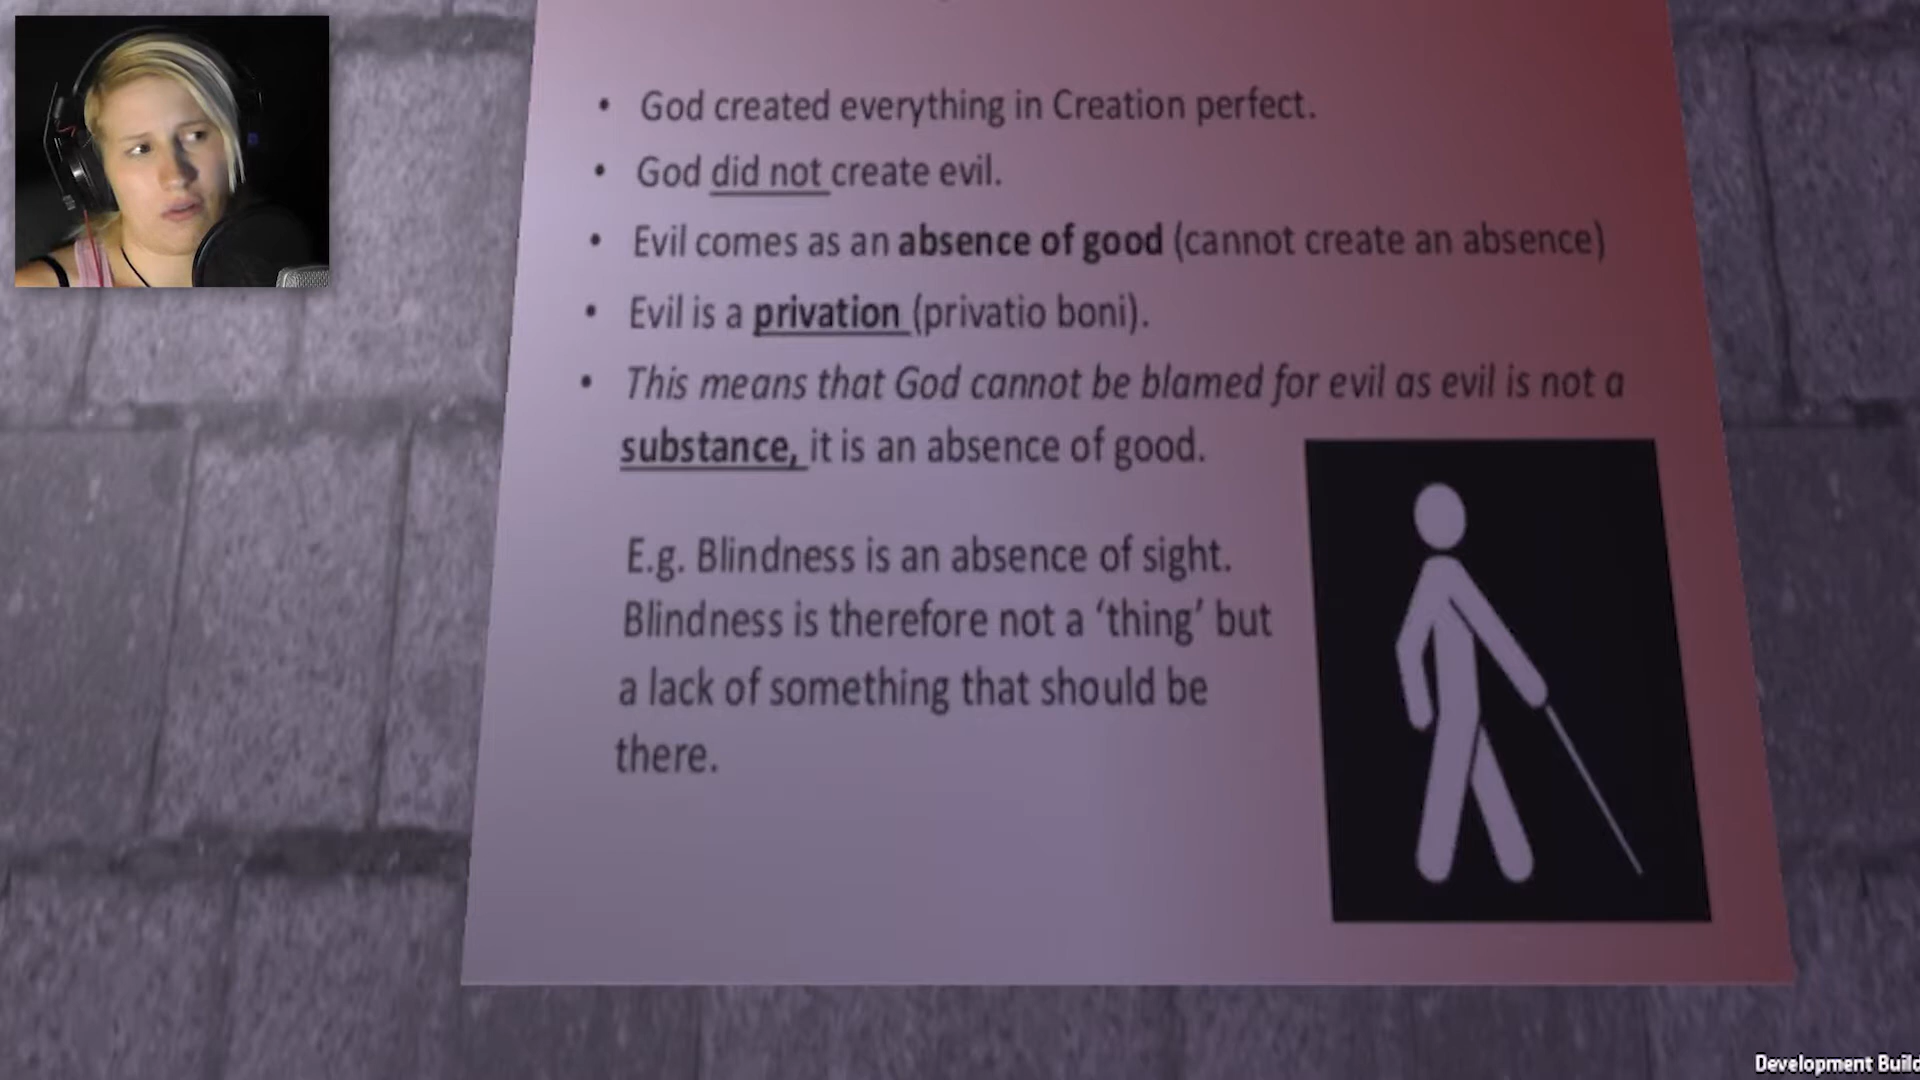 • God created everything in Creation perfect.
• God did not create evil.
• Evil comes as an absence of good (cannot create an absence)
• Evil is a privation (privatio boni).
• This means that God cannot be blamed for evil as evil is not a
substance, it is an absence of good.
E.g. Blindness is an absence of sight.
Blindness is therefore not a ‘thing’ but
a lack of something that should be
there.
Development Build